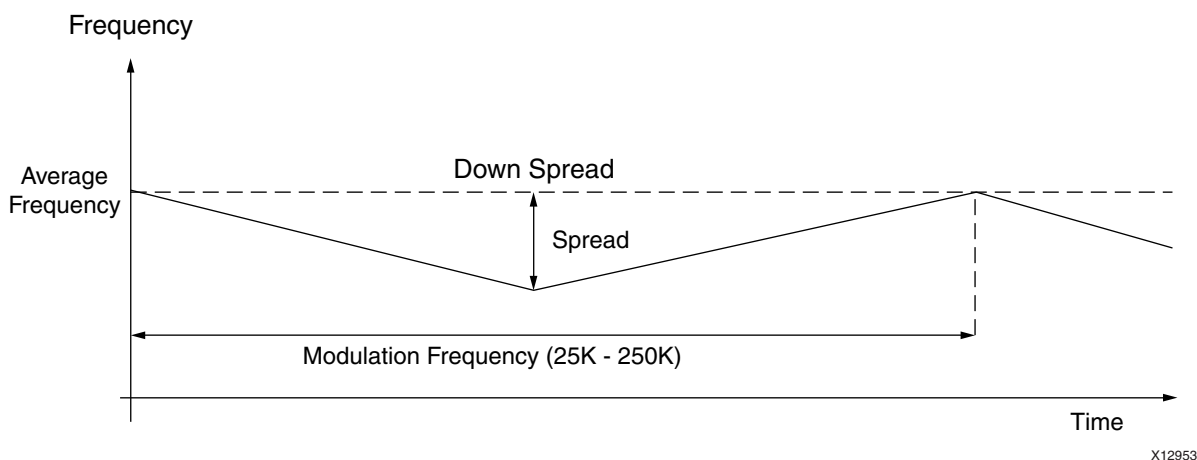 Frequency
Average
Frequency
Down Spread
Spread
Modulation Frequency (25K - 250K)
Time
X12953